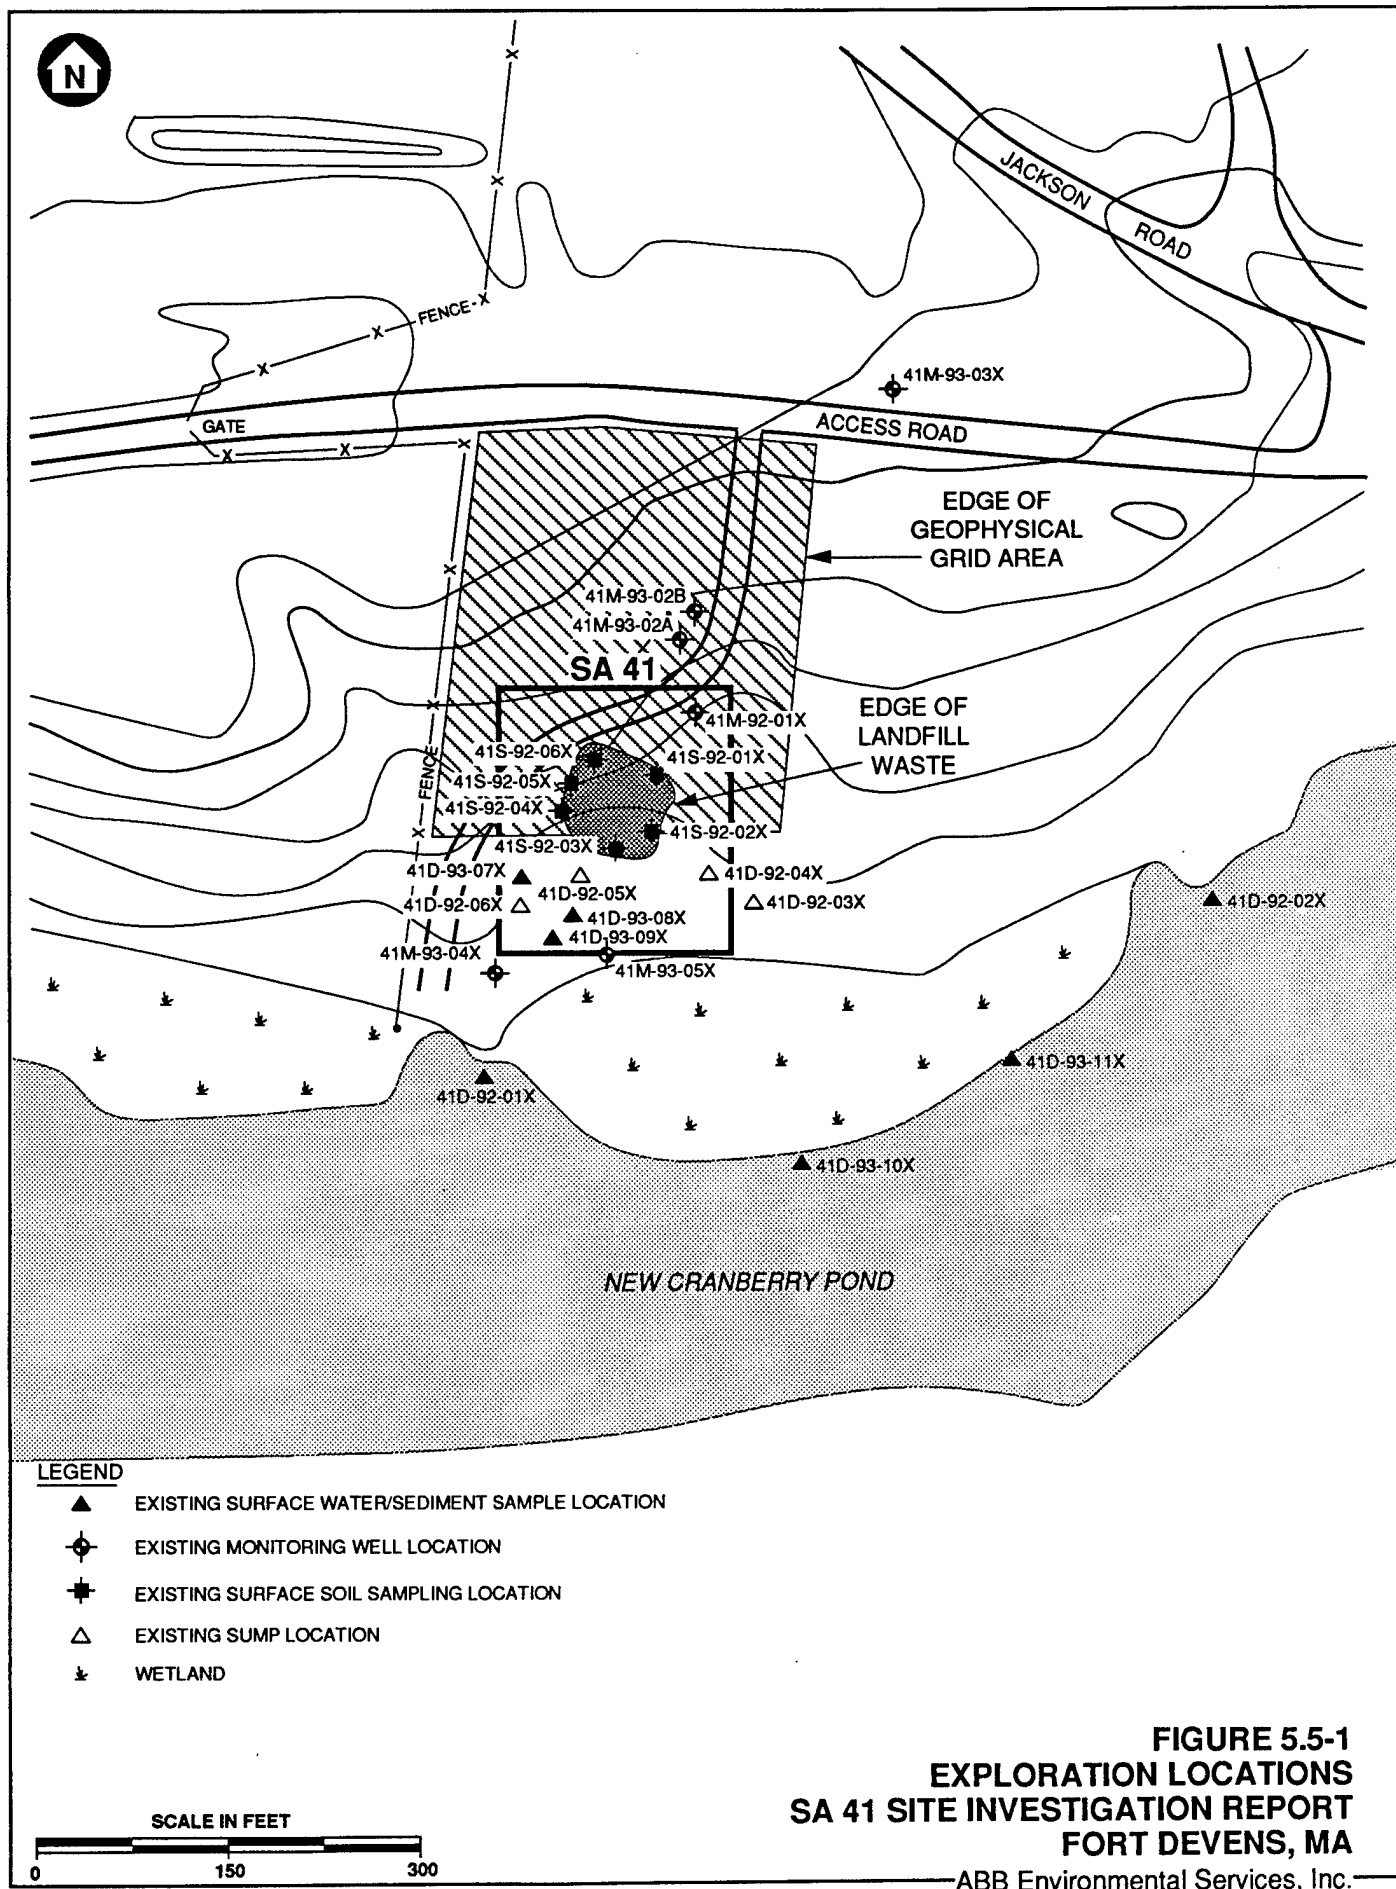 N
JACKSON
ROAD
FENCE
41M-93-03X
GATE
ACCESS ROAD
EDGE OF
GEOPHYSICAL
GRID AREA
41M-93-02B
41M-93-02A
SA 41
41M-92-01X
EDGE OF
LANDFILL
WASTE
FENCE
41S-92-06X
41S-92-01X
41S-92-05X
41S-92-04X
41S-92-02X
41S-92-03X
41D-93-07X
41D-92-05X
41D-92-04X
41D-92-06X
41D-92-03X
41D-92-02X
41D-93-08X
41D-93-09X
41M-93-04X
41M-93-05X
41D-93-11X
41D-92-01X
41D-93-10X
NEW CRANBERRY POND
LEGEND
EXISTING SURFACE WATER/SEDIMENT SAMPLE LOCATION
EXISTING MONITORING WELL LOCATION
EXISTING SURFACE SOIL SAMPLING LOCATION
EXISTING SUMP LOCATION
WETLAND
SCALE IN FEET
0 150 300
FIGURE 5.5-1
EXPLORATION LOCATIONS
SA 41 SITE INVESTIGATION REPORT
FORT DEVENS, MA
ABB Environmental Services, Inc.